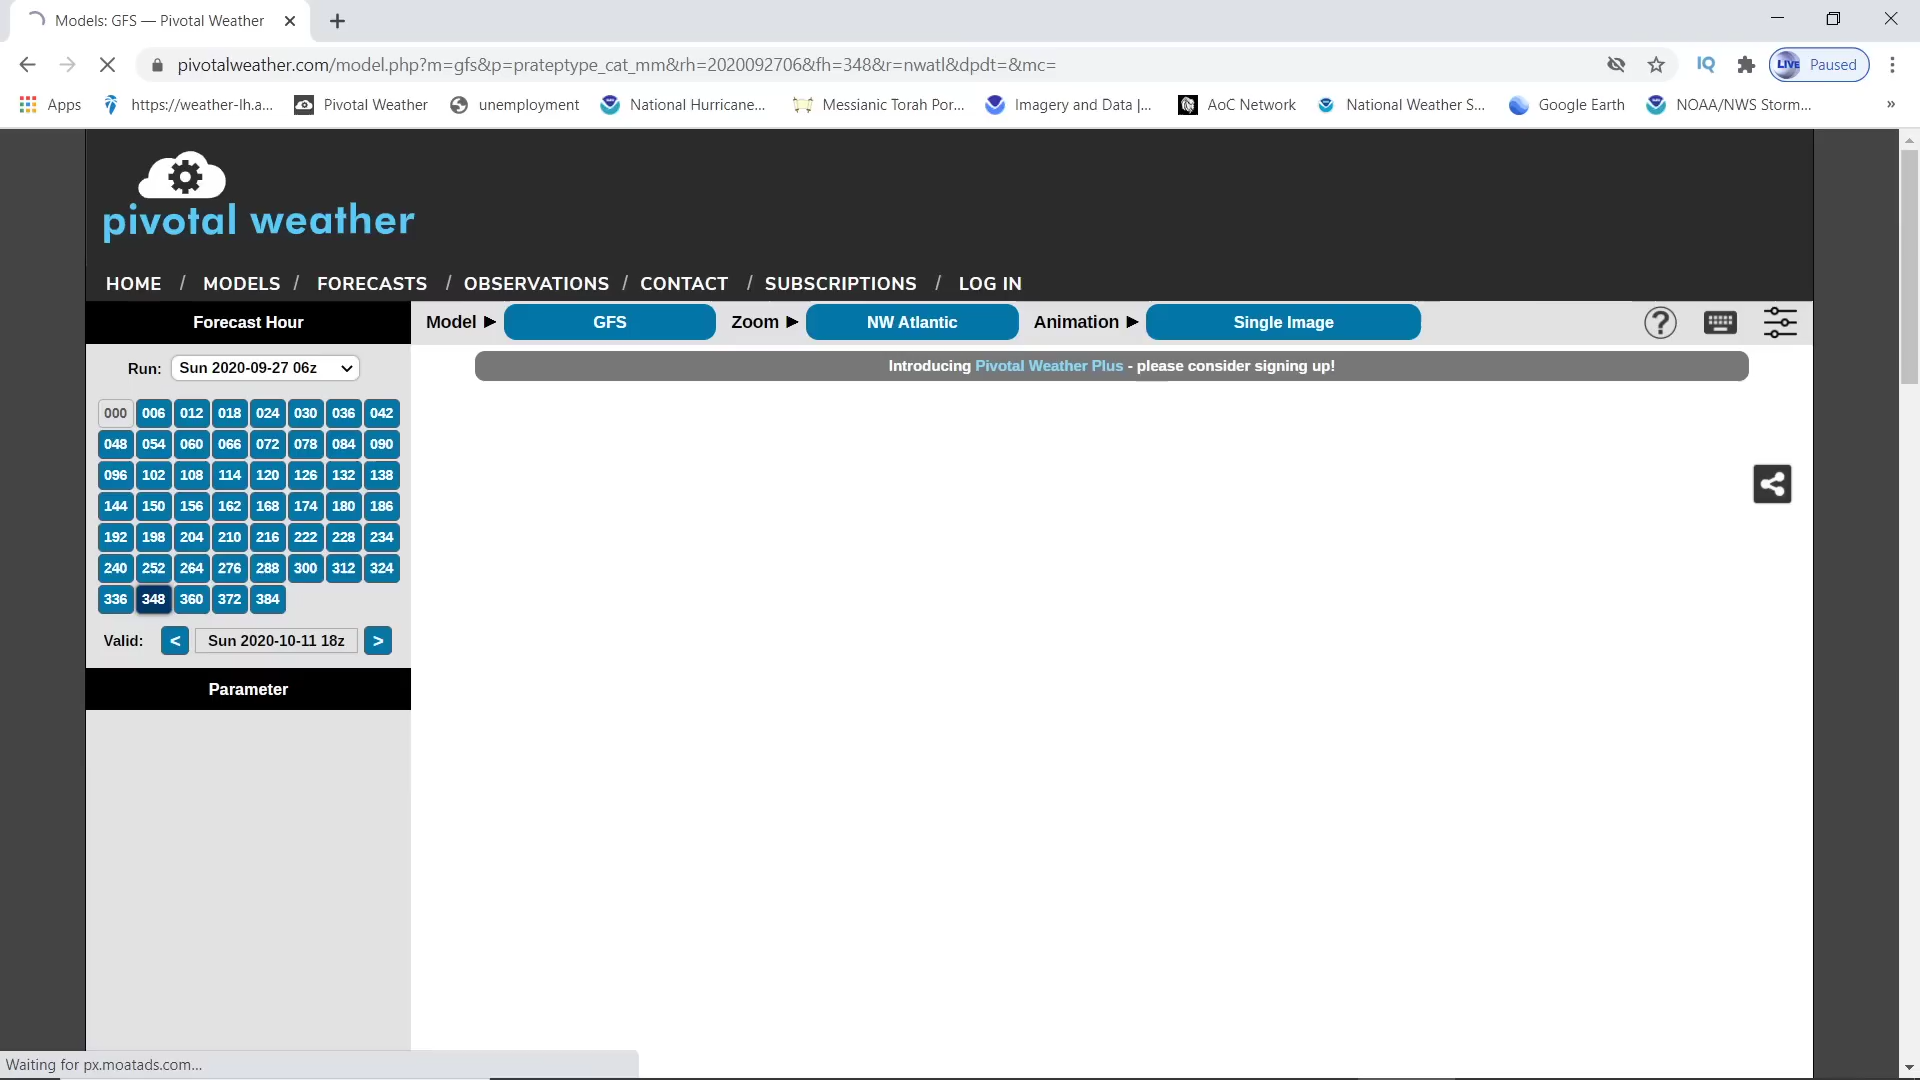 Models: GFS — Pivotal Weather
pivotalweather.com/model.php?m=gfs&p=prateptype_cat_mm&rh=2020092706&fh=348&r=nwatl&dpdt=&mc=
IQ
LIVE
Paused
Apps
https://weather-lh.a...
Pivotal Weather
unemployment
National Hurricane...
Messianic Torah Por...
Imagery and Data |...
AoC Network
National Weather S...
Google Earth
NOAA/NWS Storm...
»
pivotal weather
HOME / MODELS / FORECASTS / OBSERVATIONS / CONTACT / SUBSCRIPTIONS / LOG IN
Forecast Hour
Model ► GFS Zoom ► NW Atlantic Animation ► Single Image
?
Introducing Pivotal Weather Plus - please consider signing up!
Run: Sun 2020-09-27 06z
000 006 012 018 024 030 036 042
048 054 060 066 072 078 084 090
096 102 108 114 120 126 132 138
144 150 156 162 168 174 180 186
192 198 204 210 216 222 228 234
240 252 264 276 288 300 312 324
336 348 360 372 384
Valid: < Sun 2020-10-11 18z >
Parameter
Waiting for px.moatads.com...